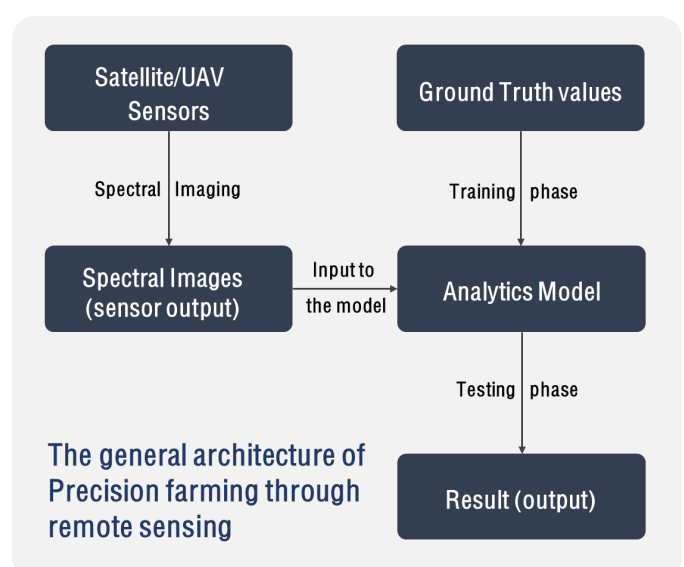 Satellite/UAV
Sensors
Ground Truth values
Spectral Imaging
Training phase
Spectral Images
(sensor output)
Input to
the model
Analytics Model
Testing phase
The general architecture of
Precision farming through
remote sensing
Result (output)